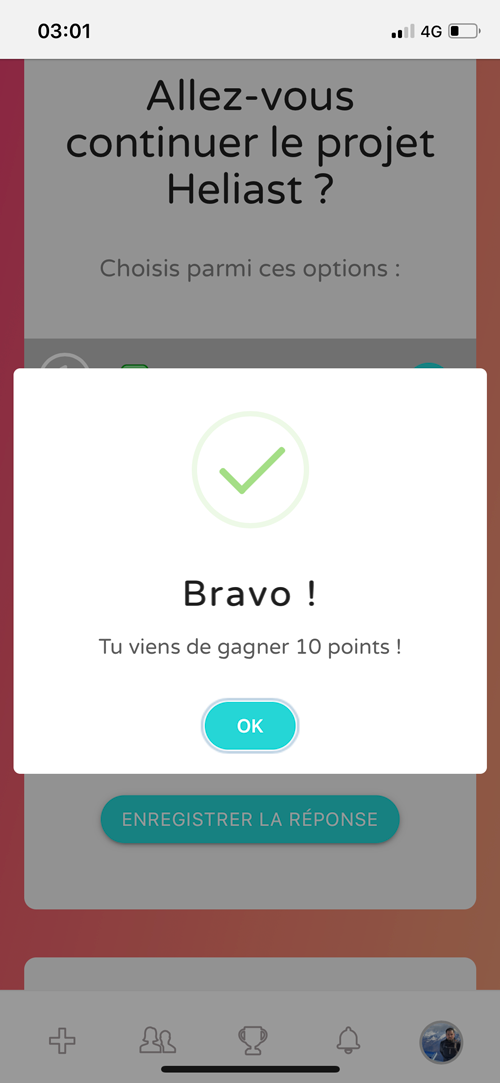 03:01
4G
Allez-vous
continuer le projet
Heliast ?
Choisis parmi ces options :
Bravo !
Tu viens de gagner 10 points !
OK
ENREGISTRER LA RÉPONSE